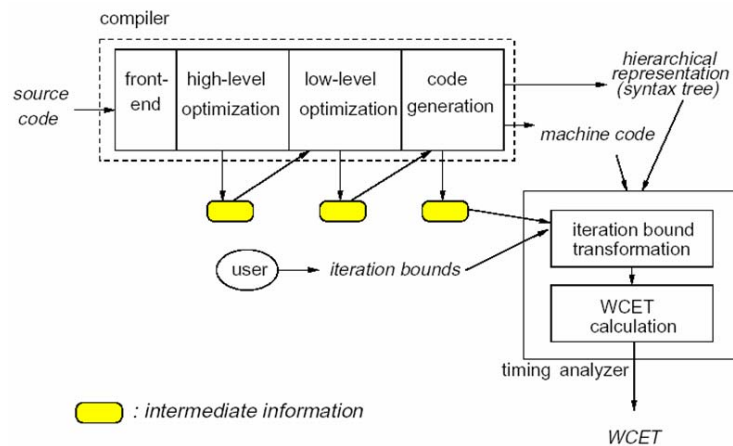 compiler
source
code
front-
end
high-level
optimization
low-level
optimization
code
generation
hierarchical
representation
(syntax tree)
machine code
user
iteration bounds
iteration bound
transformation
WCET
calculation
timing analyzer
: intermediate information
WCET